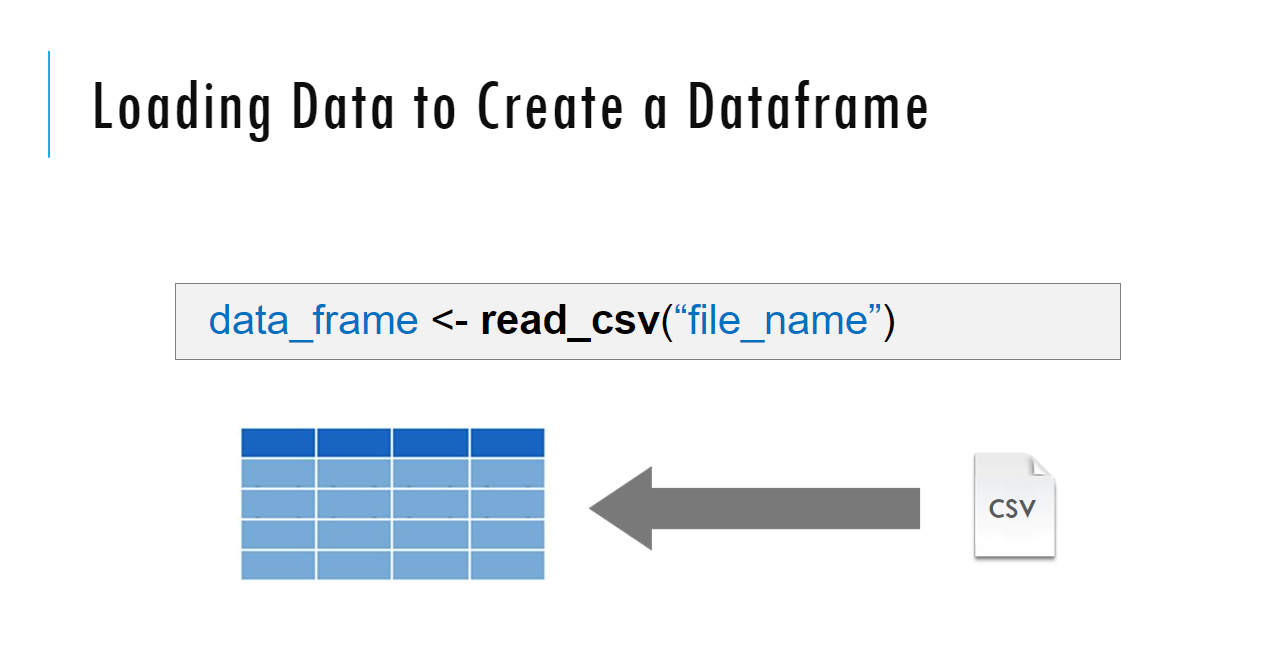 Loading Data to Create a Dataframe
data_frame <- read_csv(“file_name”)
CSV